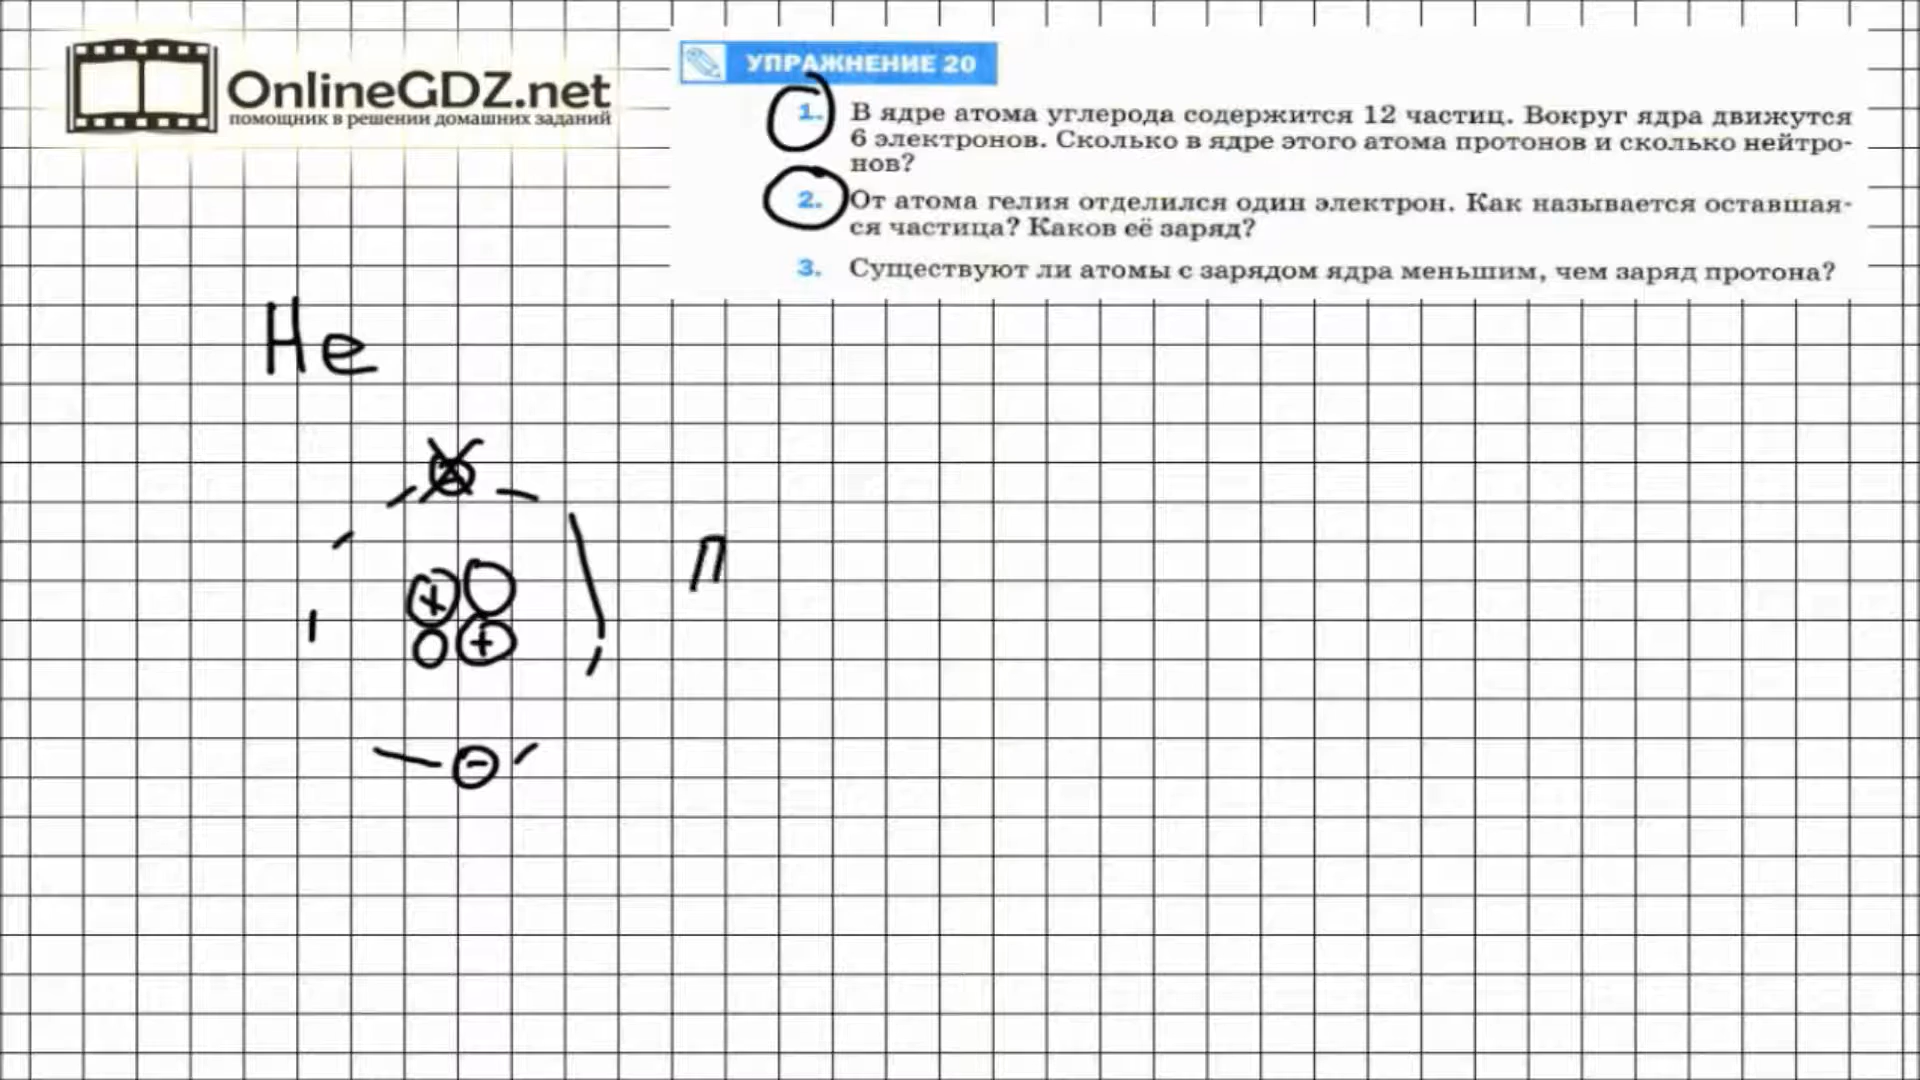 OnlineGDZ.net
помощник в решении домашних заданий
УПРАЖНЕНИЕ 20
1. В ядре атома углерода содержится 12 частиц. Вокруг ядра движутся
6 электронов. Сколько в ядре этого атома протонов и сколько нейтро-
нов?
2. От атома гелия отделился один электрон. Как называется оставшая-
ся частица? Каков её заряд?
3. Существуют ли атомы с зарядом ядра меньшим, чем заряд протона?
He
+
+
П
-